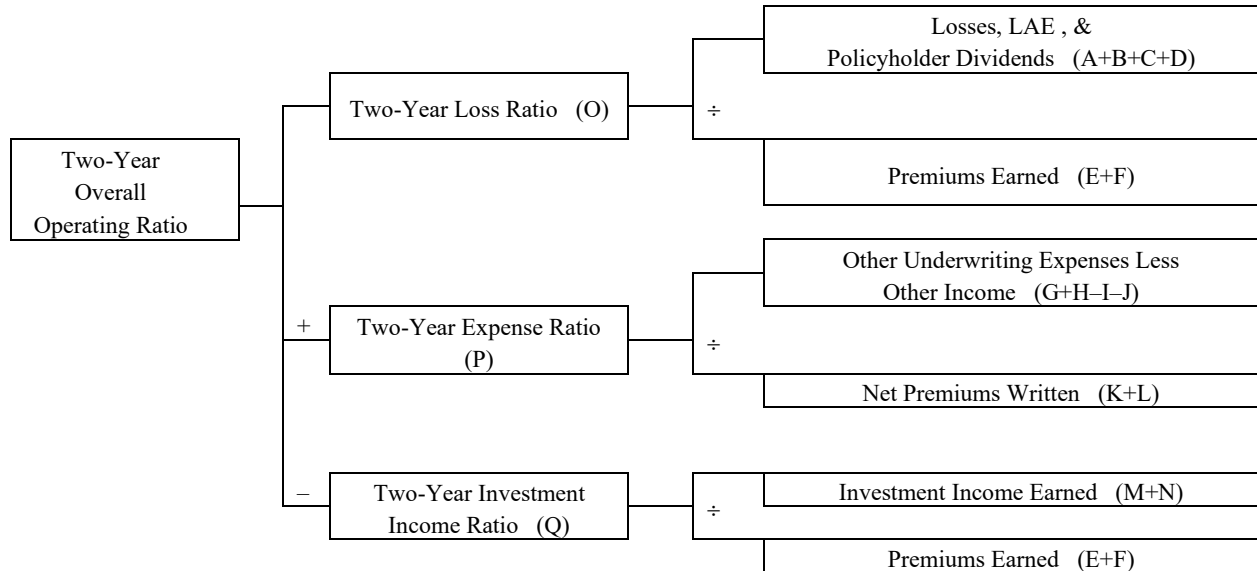 Losses, LAE , &
Policyholder Dividends (A+B+C+D)
Two-Year Loss Ratio (O)
÷
Two-Year
Overall
Operating Ratio
Premiums Earned (E+F)
Other Underwriting Expenses Less
Other Income (G+H–I–J)
+
Two-Year Expense Ratio
(P)
÷
Net Premiums Written (K+L)
–
Two-Year Investment
Income Ratio (Q)
÷
Investment Income Earned (M+N)
Premiums Earned (E+F)